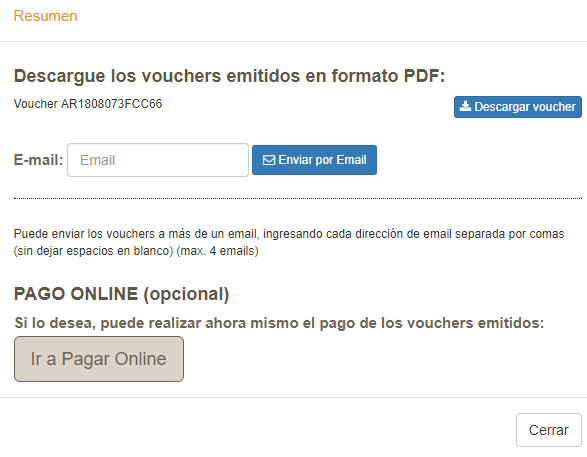 Resumen
Descargue los vouchers emitidos en formato PDF:
Voucher AR1808073FCC66
Descargar voucher
E-mail: Email Enviar por Email
Puede enviar los vouchers a más de un email, ingresando cada dirección de email separada por comas
(sin dejar espacios en blanco) (max. 4 emails)
PAGO ONLINE (opcional)
Si lo desea, puede realizar ahora mismo el pago de los vouchers emitidos:
Ir a Pagar Online
Cerrar